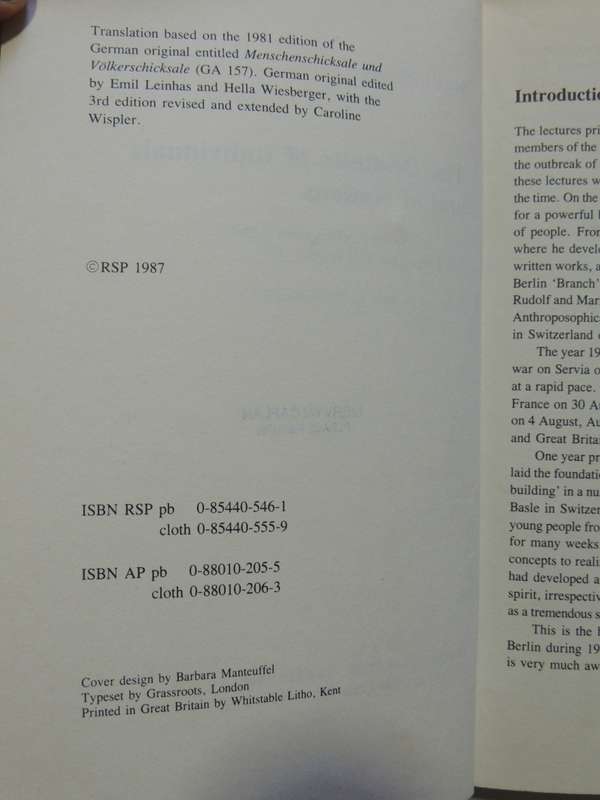 Translation based on the 1981 edition of the
German original entitled Menschenschicksale und
Völkerschicksale (GA 157). German original edited
by Emil Leinhas and Hella Wiesberger, with the
3rd edition revised and extended by Caroline
Wispler.
©RSP 1987
ISBN RSP pb 0-85440-546-1
cloth 0-85440-555-9
ISBN AP pb 0-88010-205-5
cloth 0-88010-206-3
Cover design by Barbara Manteuffel
Typeset by Grassroots, London
Printed in Great Britain by Whitstable Litho, Kent
Introductio
The lectures pri
members of the
the outbreak of
these lectures w
the time. On the
for a powerful
of people. Fron
where he develo
written works, a
Berlin ‘Branch’
Rudolf and Mar
Anthroposophic
in Switzerland
The year 19
war on Servia o
at a rapid pace.
France on 30 A
on 4 August, Au
and Great Britai
One year pr
laid the foundatio
building’ in a nu
Basle in Switzer
young people fro
for many weeks
concepts to reali
had developed a
spirit, irrespectiv
as a tremendous s
This is the
Berlin during 19
is very much aw